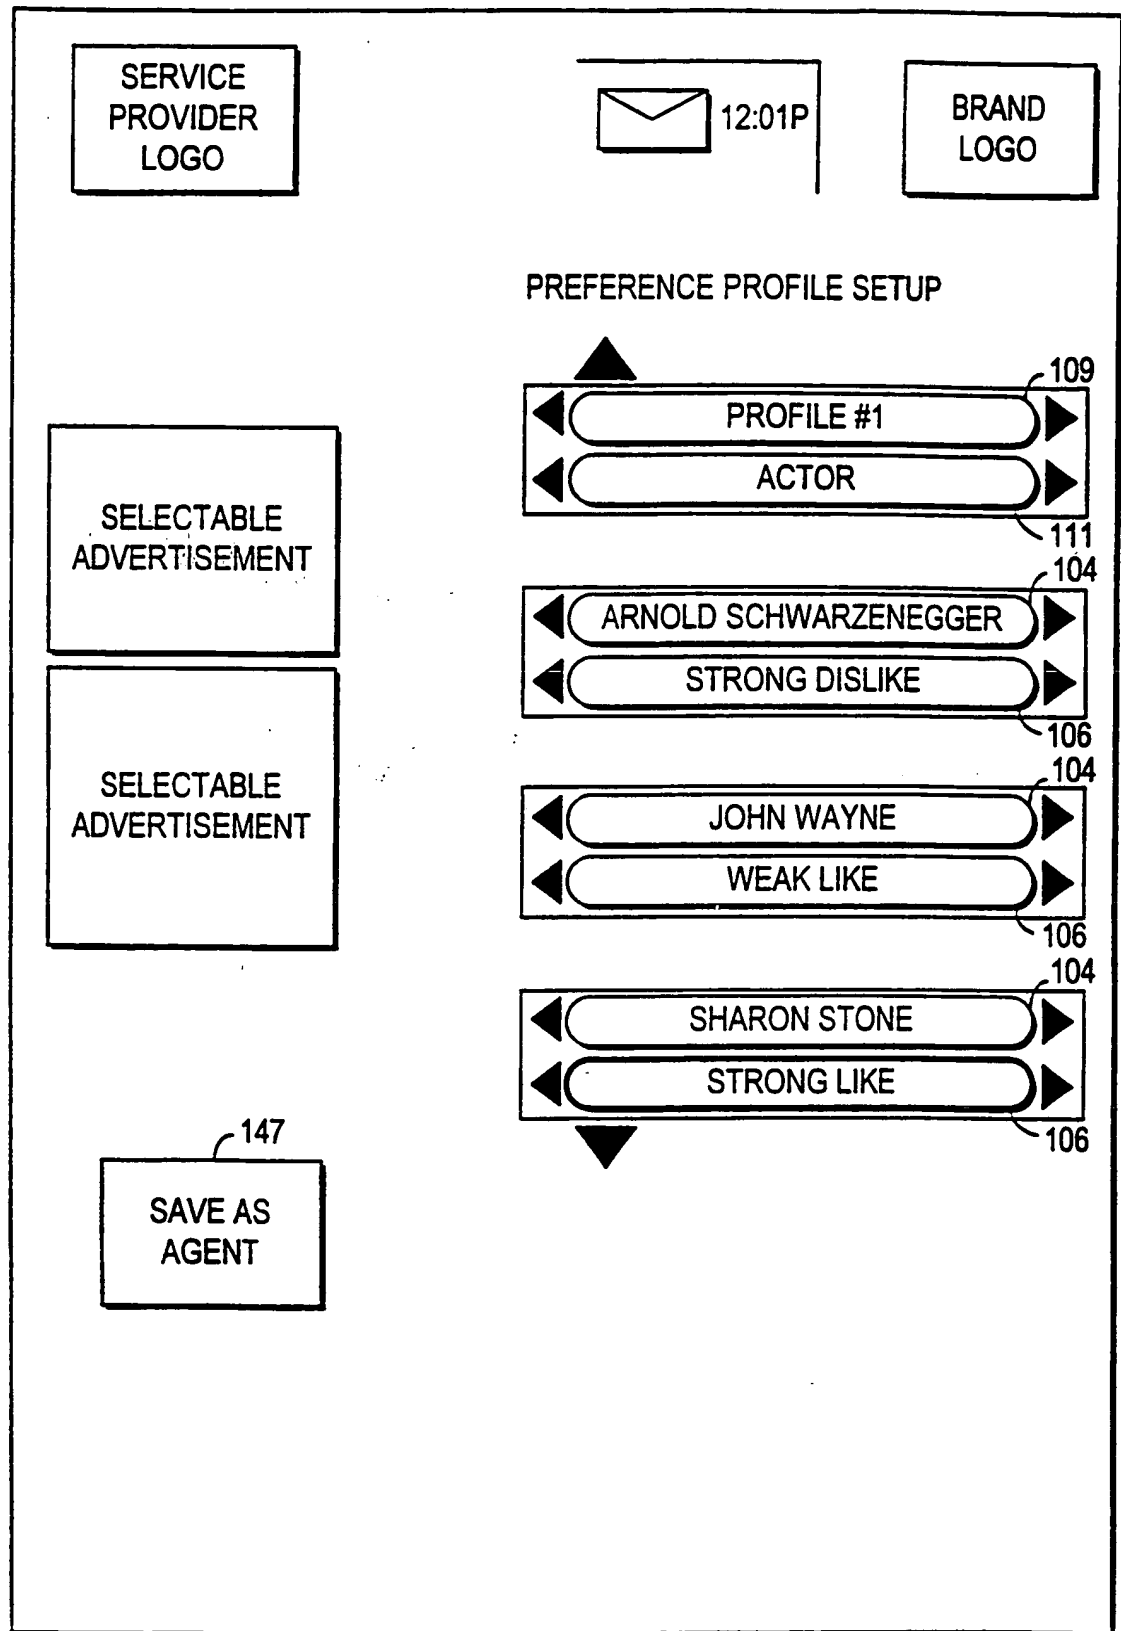 SERVICE
PROVIDER
LOGO
12:01P
BRAND
LOGO
PREFERENCE PROFILE SETUP
109
PROFILE #1
ACTOR
111
SELECTABLE
ADVERTISEMENT
104
ARNOLD SCHWARZENEGGER
STRONG DISLIKE
106
SELECTABLE
ADVERTISEMENT
104
JOHN WAYNE
WEAK LIKE
106
104
SHARON STONE
STRONG LIKE
106
147
SAVE AS
AGENT